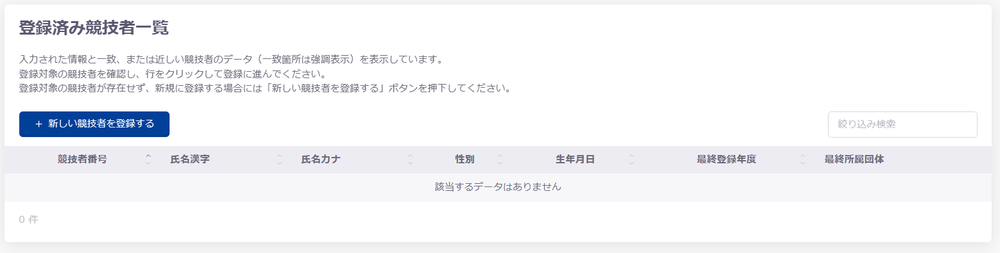 登録済み競技者一覧
入力された情報と一致、または近しい競技者のデータ（一致箇所は強調表示）を表示しています。
登録対象の競技者を確認し、行をクリックして登録に進んでください。
登録対象の競技者が存在せず、新規に登録する場合には「新しい競技者を登録する」ボタンを押下してください。
＋ 新しい競技者を登録する 絞り込み検索
競技者番号 氏名漢字 氏名カナ 性別 生年月日 最終登録年度 最終所属団体
該当するデータはありません
0 件